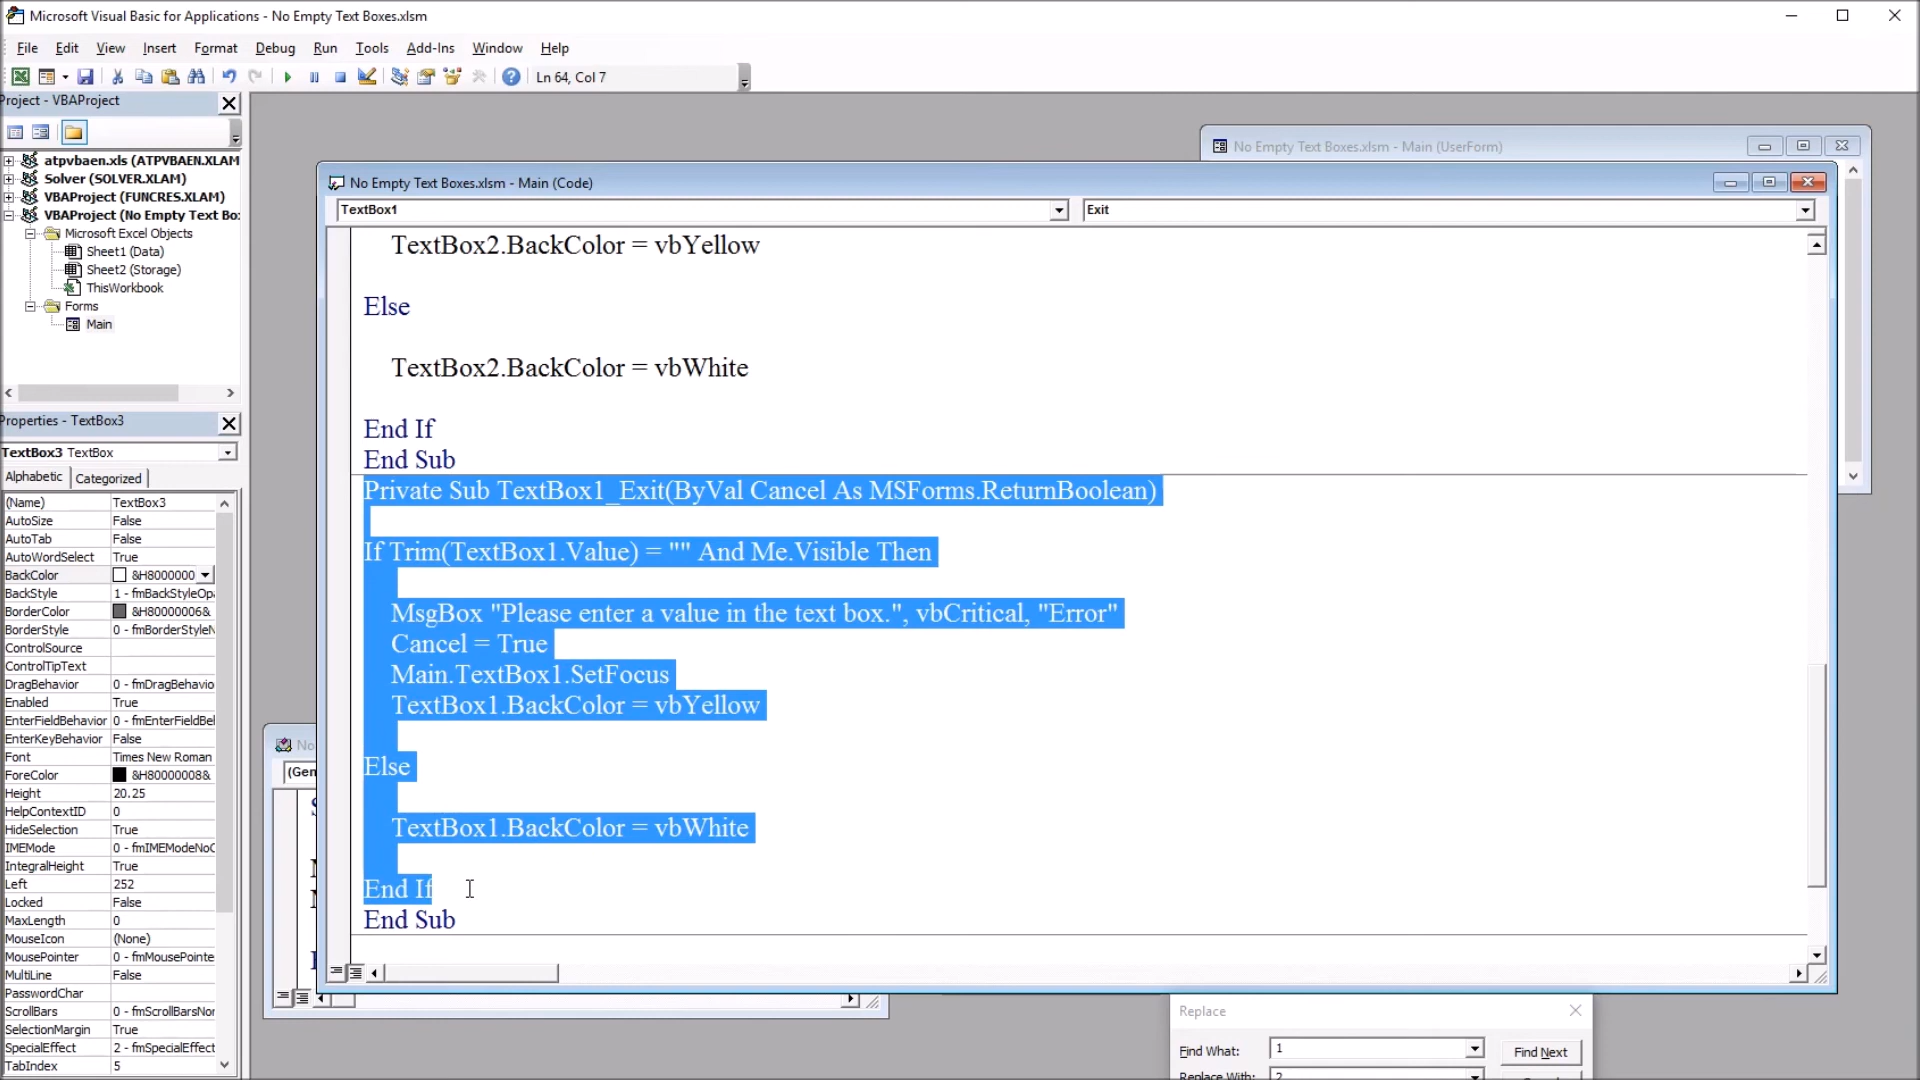 Microsoft Visual Basic for Applications - No Empty Text Boxes.xlsm
File Edit View Insert Format Debug Run Tools Add-Ins Window Help
Ln 64, Col 7
Project - VBAProject
atpvbaen.xls (ATPVBAEN.XLAM
Solver (SOLVER.XLAM)
VBAProject (FUNCRES.XLAM)
VBAProject (No Empty Text Bo
Microsoft Excel Objects
Sheet1 (Data)
Sheet2 (Storage)
ThisWorkbook
Forms
Main
Properties - TextBox3
TextBox3 TextBox
Alphabetic Categorized
(Name) TextBox3
AutoSize False
AutoTab False
AutoWordSelect True
BackColor &H8000000
BackStyle 1 - fmBackStyleOp
BorderColor &H80000006&
BorderStyle 0 - fmBorderStyleN
ControlSource
ControlTipText
DragBehavior 0 - fmDragBehavio
Enabled True
EnterFieldBehavior 0 - fmEnterFieldBel
EnterKeyBehavior False
Font Times New Roman
ForeColor &H80000008&
Height 20.25
HelpContextID 0
HideSelection True
IMEMode 0 - fmIMEModeNoC
IntegralHeight True
Left 252
Locked False
MaxLength 0
MouseIcon (None)
MousePointer 0 - fmMousePointe
MultiLine False
PasswordChar
ScrollBars 0 - fmScrollBarsNor
SelectionMargin True
SpecialEffect 2 - fmSpecialEffect
TabIndex 5
No Empty Text Boxes.xlsm - Main (UserForm)
No Empty Text Boxes.xlsm - Main (Code)
TextBox1 Exit
TextBox2.BackColor = vbYellow
Else
TextBox2.BackColor = vbWhite
End If
End Sub
Private Sub TextBox1_Exit(ByVal Cancel As MSForms.ReturnBoolean)
If Trim(TextBox1.Value) = "" And Me.Visible Then
MsgBox "Please enter a value in the text box.", vbCritical, "Error"
Cancel = True
Main.TextBox1.SetFocus
TextBox1.BackColor = vbYellow
Else
TextBox1.BackColor = vbWhite
End If
End Sub
No
(Gen
Replace
Find What: 1 Find Next
Replace With: 2